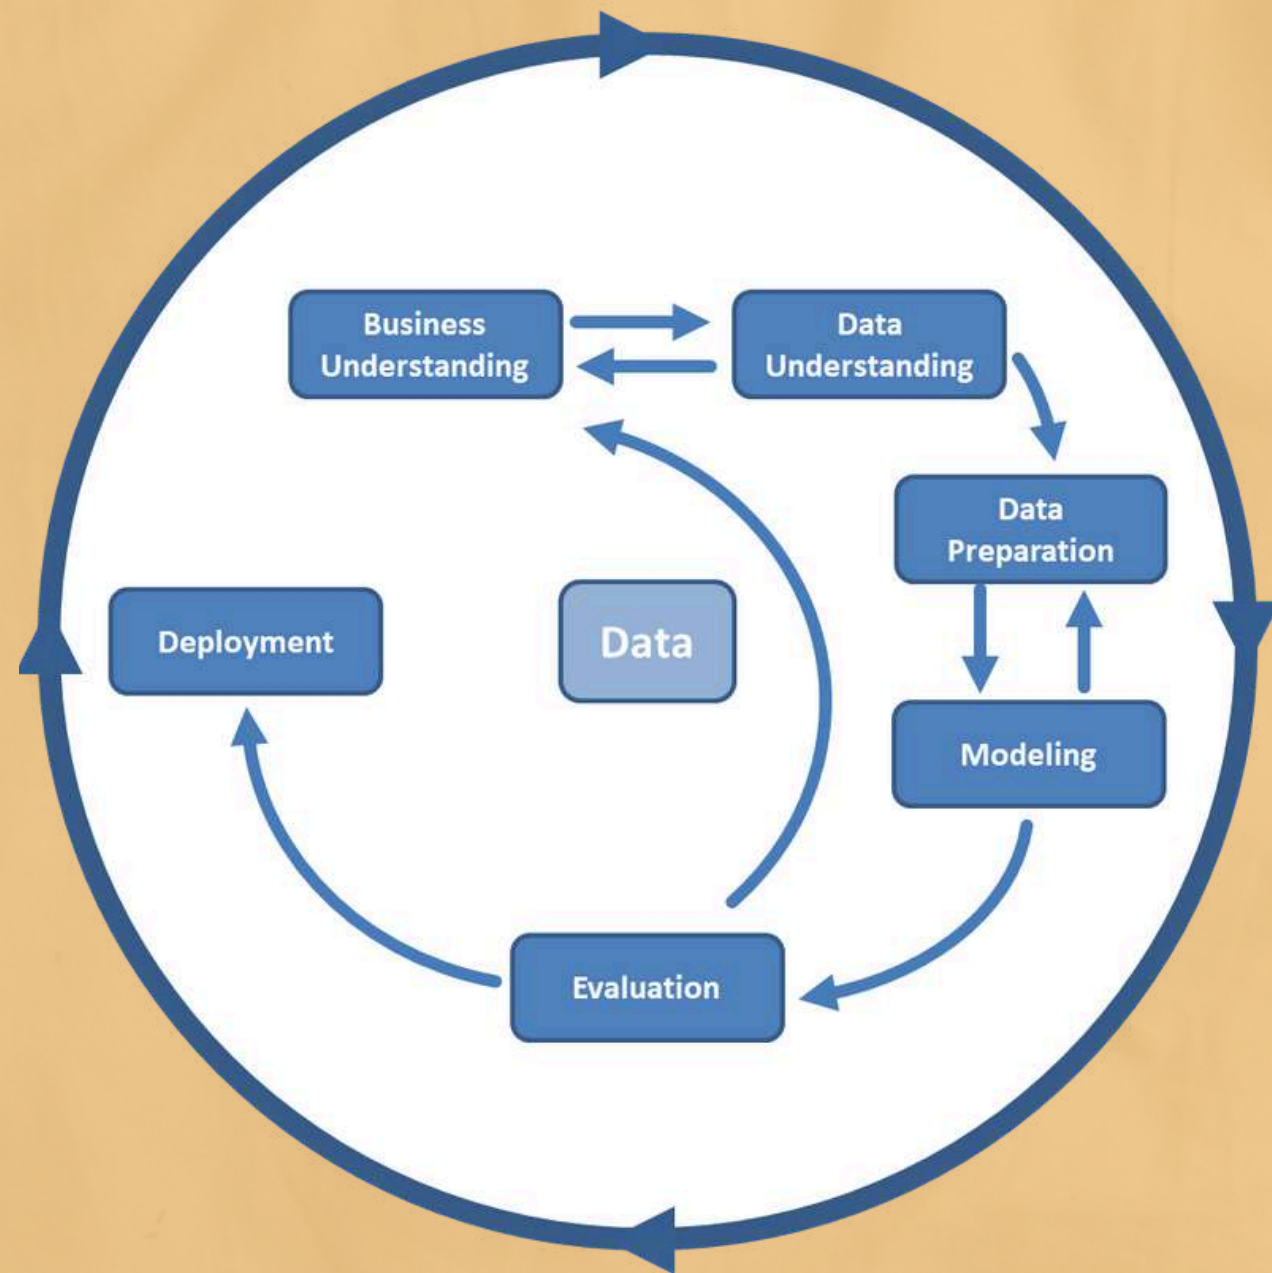 Business
Understanding
Data
Understanding
Data
Preparation
Deployment
Data
Modeling
Evaluation